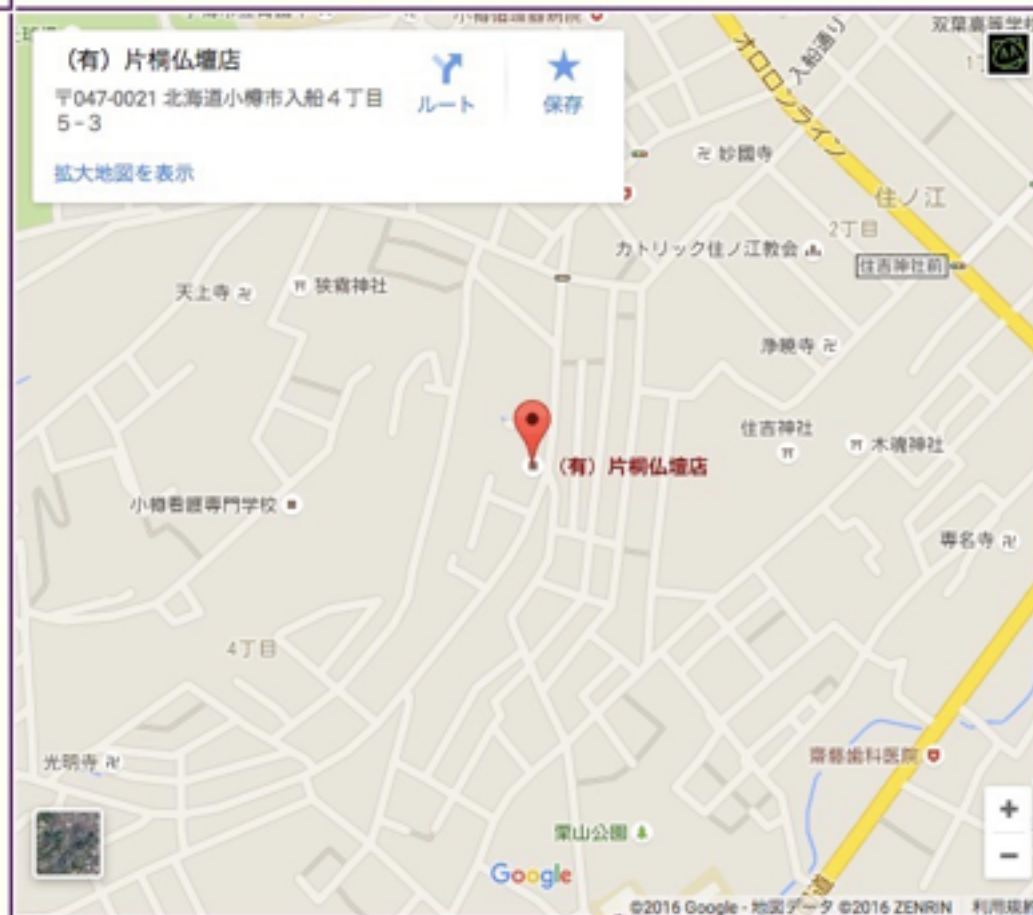 (有)片桐仏壇店
〒047-0021 北海道小樽市入船4丁目
5-3
ルート
保存
拡大地図を表示
オロロンライン
入船通り
卍 妙國寺
住ノ江
2丁目
カトリック住ノ江教会
住吉神社前
天上寺 卍
狭霧神社
浄暁寺 卍
住吉神社
木魂神社
(有)片桐仏壇店
小樽看護専門学校
専名寺 卍
4丁目
光明寺 卍
齋藤歯科医院
+
-
Google
©2016 Google - 地図データ ©2016 ZENRIN